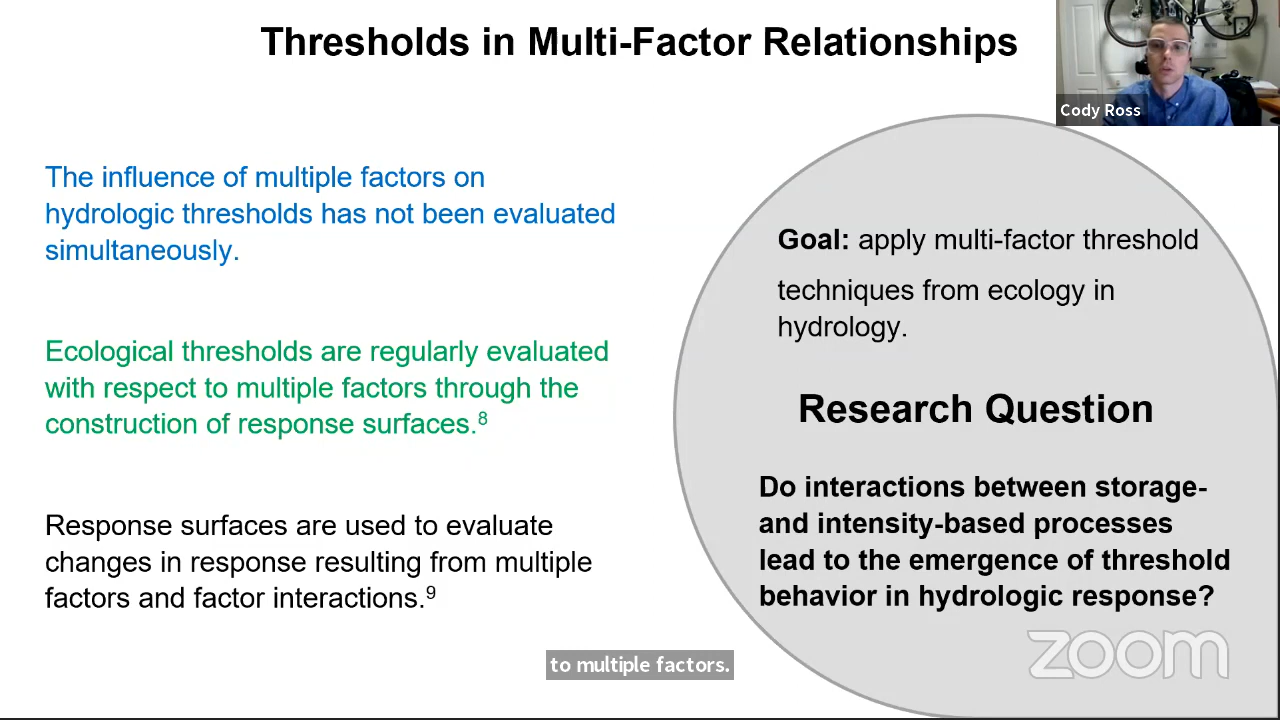 Thresholds in Multi-Factor Relationships
Cody Ross
The influence of multiple factors on
hydrologic thresholds has not been evaluated
simultaneously.
Ecological thresholds are regularly evaluated
with respect to multiple factors through the
construction of response surfaces.⁸
Response surfaces are used to evaluate
changes in response resulting from multiple
factors and factor interactions.⁹
Goal: apply multi-factor threshold
techniques from ecology in
hydrology.
Research Question
Do interactions between storage-
and intensity-based processes
lead to the emergence of threshold
behavior in hydrologic response?
zoom
to multiple factors.